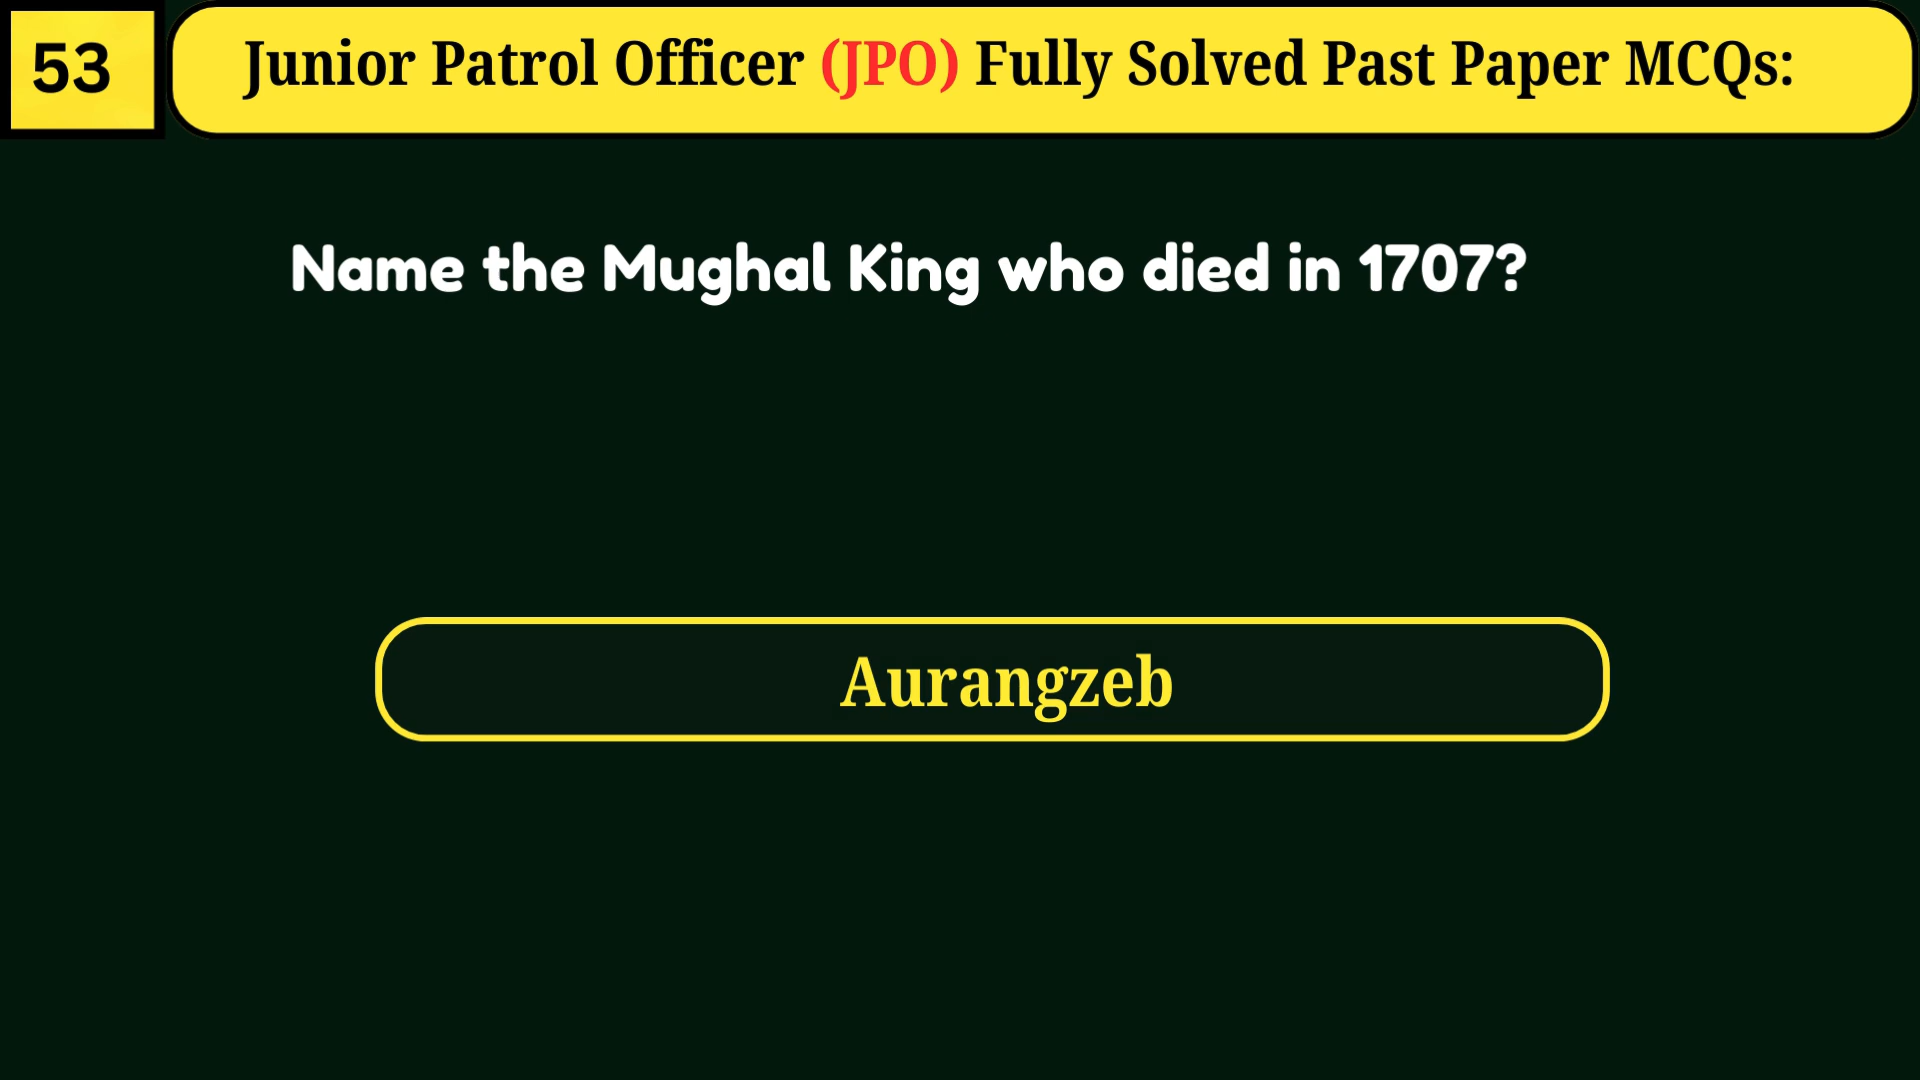 53
Junior Patrol Officer (JPO) Fully Solved Past Paper MCQs:
Name the Mughal King who died in 1707?
Aurangzeb